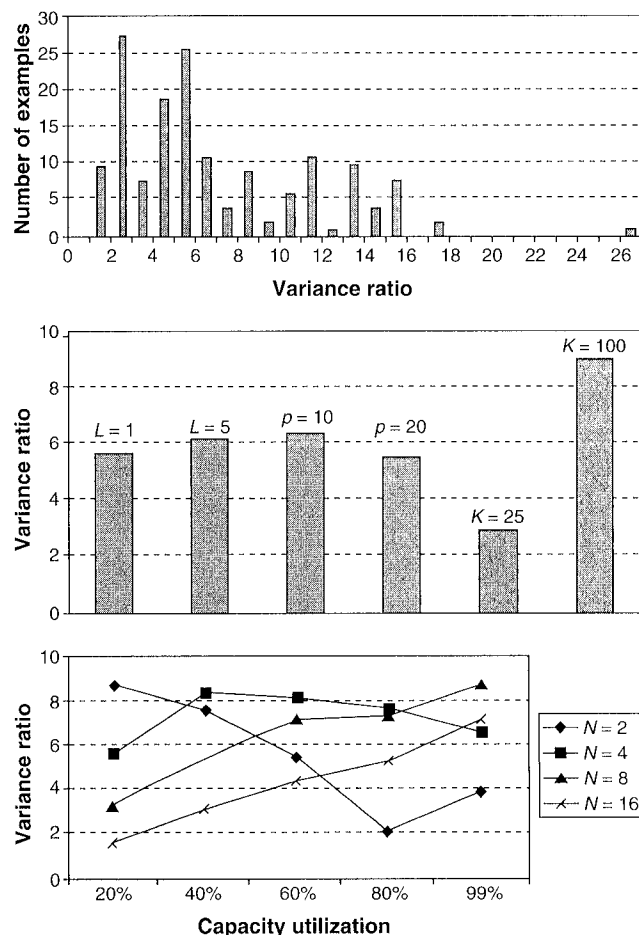 Number of examples
30
25
20
15
10
5
0
0 2 4 6 8 10 12 14 16 18 20 22 24 26
Variance ratio
Variance ratio
10
8
6
4
2
0
L = 1
L = 5
p = 10
p = 20
K = 25
K = 100
Variance ratio
10
8
6
4
2
0
20% 40% 60% 80% 99%
Capacity utilization
N = 2
N = 4
N = 8
N = 16